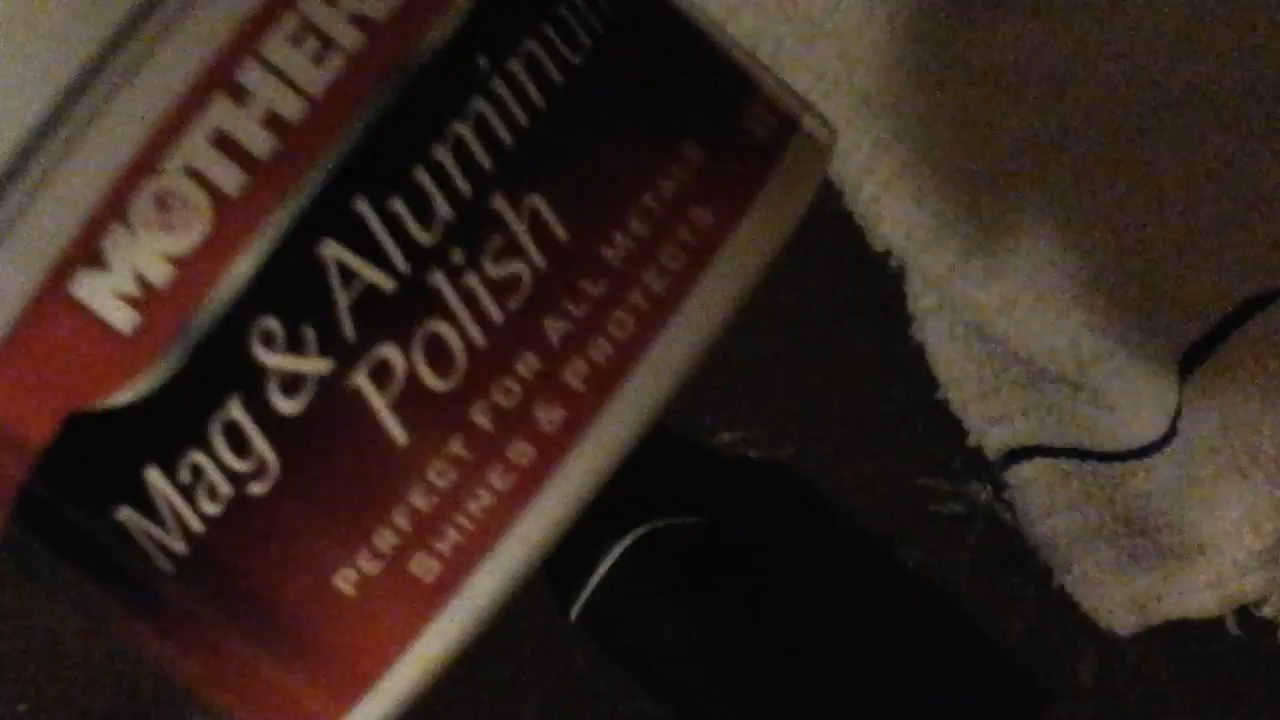 MOTHER
Mag & Aluminum
Polish
PERFECT FOR ALL METALS
SHINES & PROTECTS